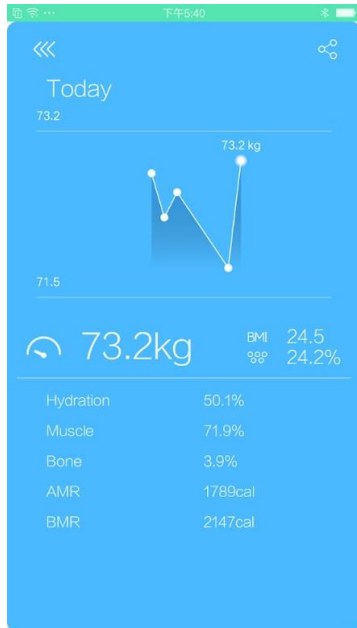 下午5:40
Today
73.2
73.2 kg
71.5
73.2kg
BMI 24.5
24.2%
Hydration 50.1%
Muscle 71.9%
Bone 3.9%
AMR 1789cal
BMR 2147cal